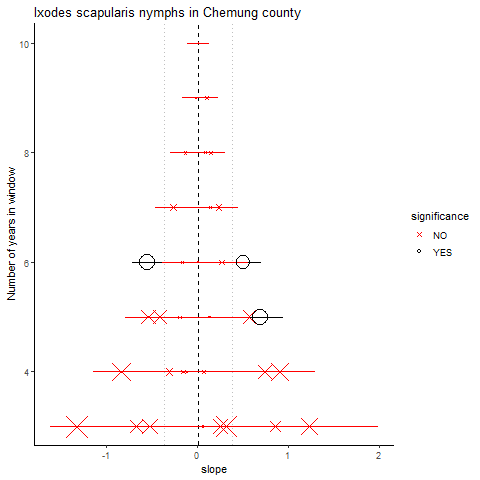 Ixodes scapularis nymphs in Chemung county
10
8
6
4
Number of years in window
-1
0
1
2
slope
significance
NO
YES